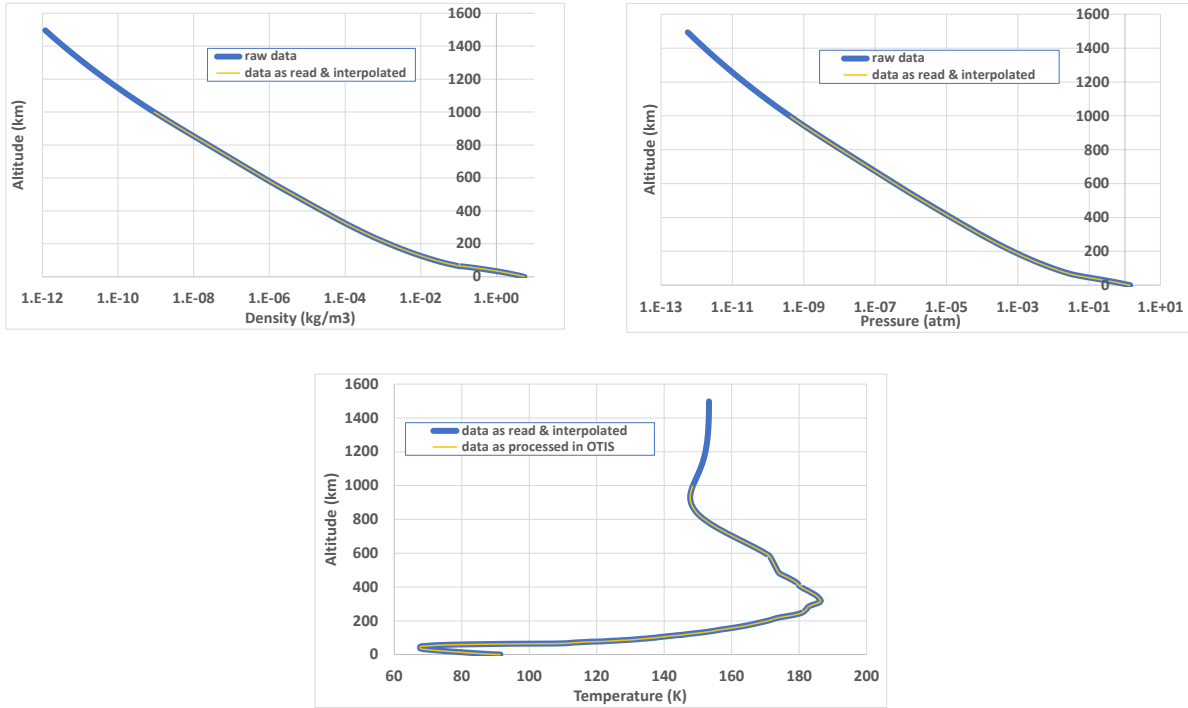 1600
1400
1200
1000
800
600
400
200
0
Altitude (km)
raw data
data as read & interpolated
1.E-12 1.E-10 1.E-08 1.E-06 1.E-04 1.E-02 1.E+00
Density (kg/m3)
1600
1400
1200
1000
800
600
400
200
0
Altitude (km)
raw data
data as read & interpolated
1.E-13 1.E-11 1.E-09 1.E-07 1.E-05 1.E-03 1.E-01 1.E+01
Pressure (atm)
1600
1400
1200
1000
800
600
400
200
0
Altitude (km)
data as read & interpolated
data as processed in OTIS
60 80 100 120 140 160 180 200
Temperature (K)